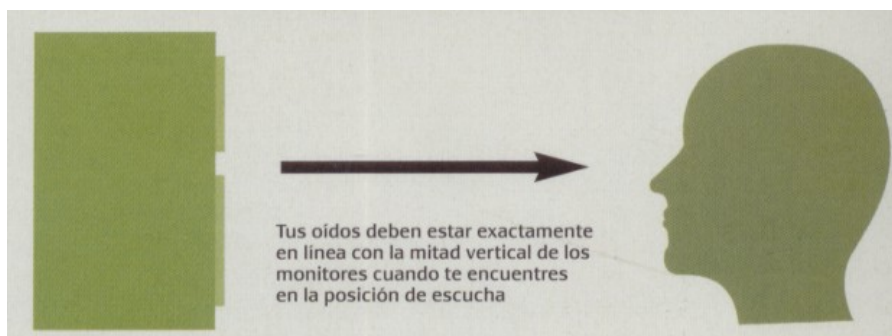 Tus oídos deben estar exactamente
en línea con la mitad vertical de los
monitores cuando te encuentres
en la posición de escucha